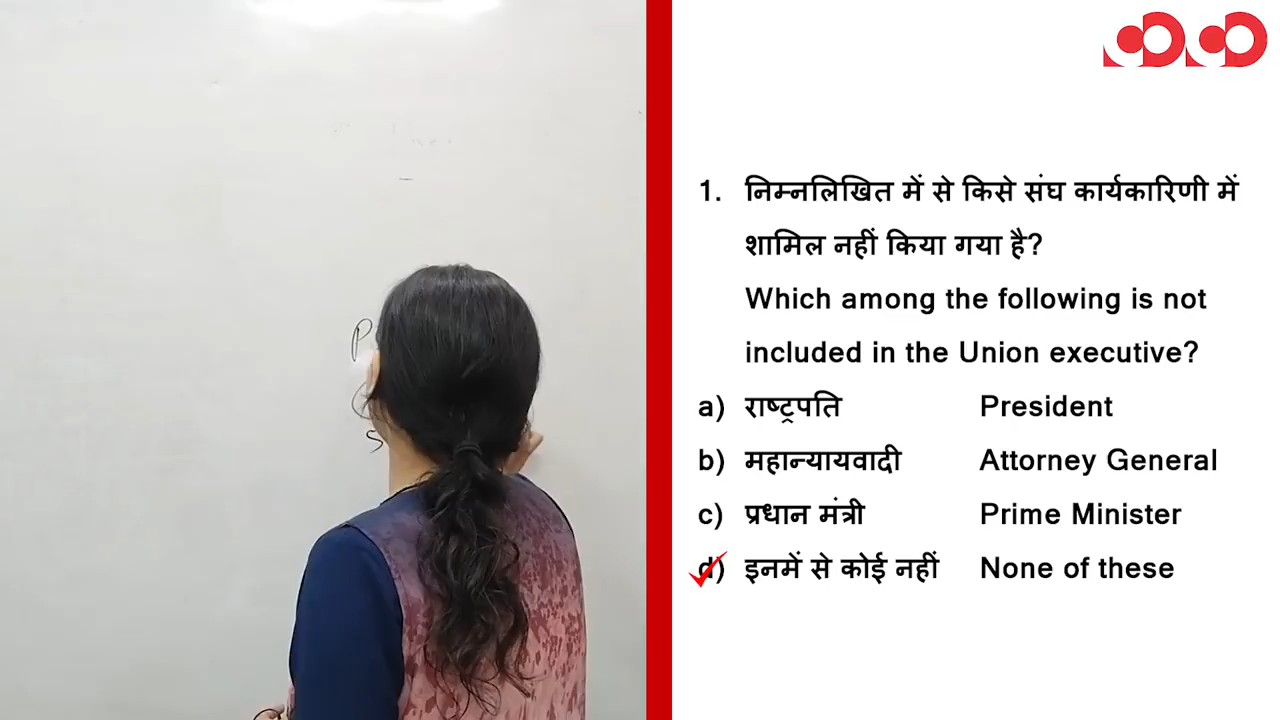 P
S
1. निम्नलिखित में से किसे संघ कार्यकारिणी में
शामिल नहीं किया गया है?
Which among the following is not
included in the Union executive?
a) राष्ट्रपति President
b) महान्यायवादी Attorney General
c) प्रधान मंत्री Prime Minister
d) इनमें से कोई नहीं None of these